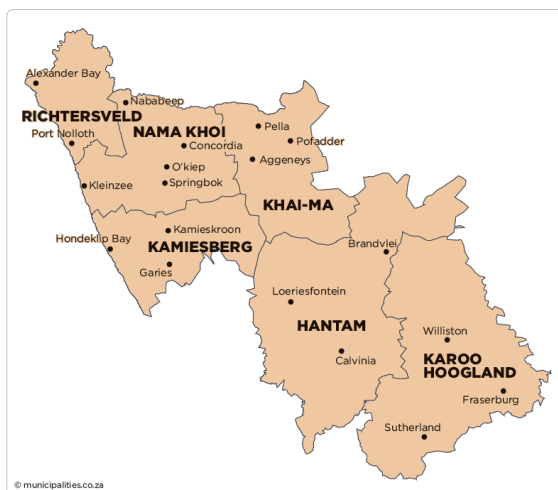 Alexander Bay
Nababeep
RICHTERSVELD
Port Nolloth
NAMA KHOI
Concordia
O'kiep
Springbok
Kleinzee
Pella
Pofadder
Aggeneys
KHAI-MA
Kamieskroon
Hondeklip Bay
KAMIESBERG
Garies
Brandvlei
Loeriesfontein
HANTAM
Calvinia
Williston
KAROO
HOOGLAND
Fraserburg
Sutherland
© municipalities.co.za